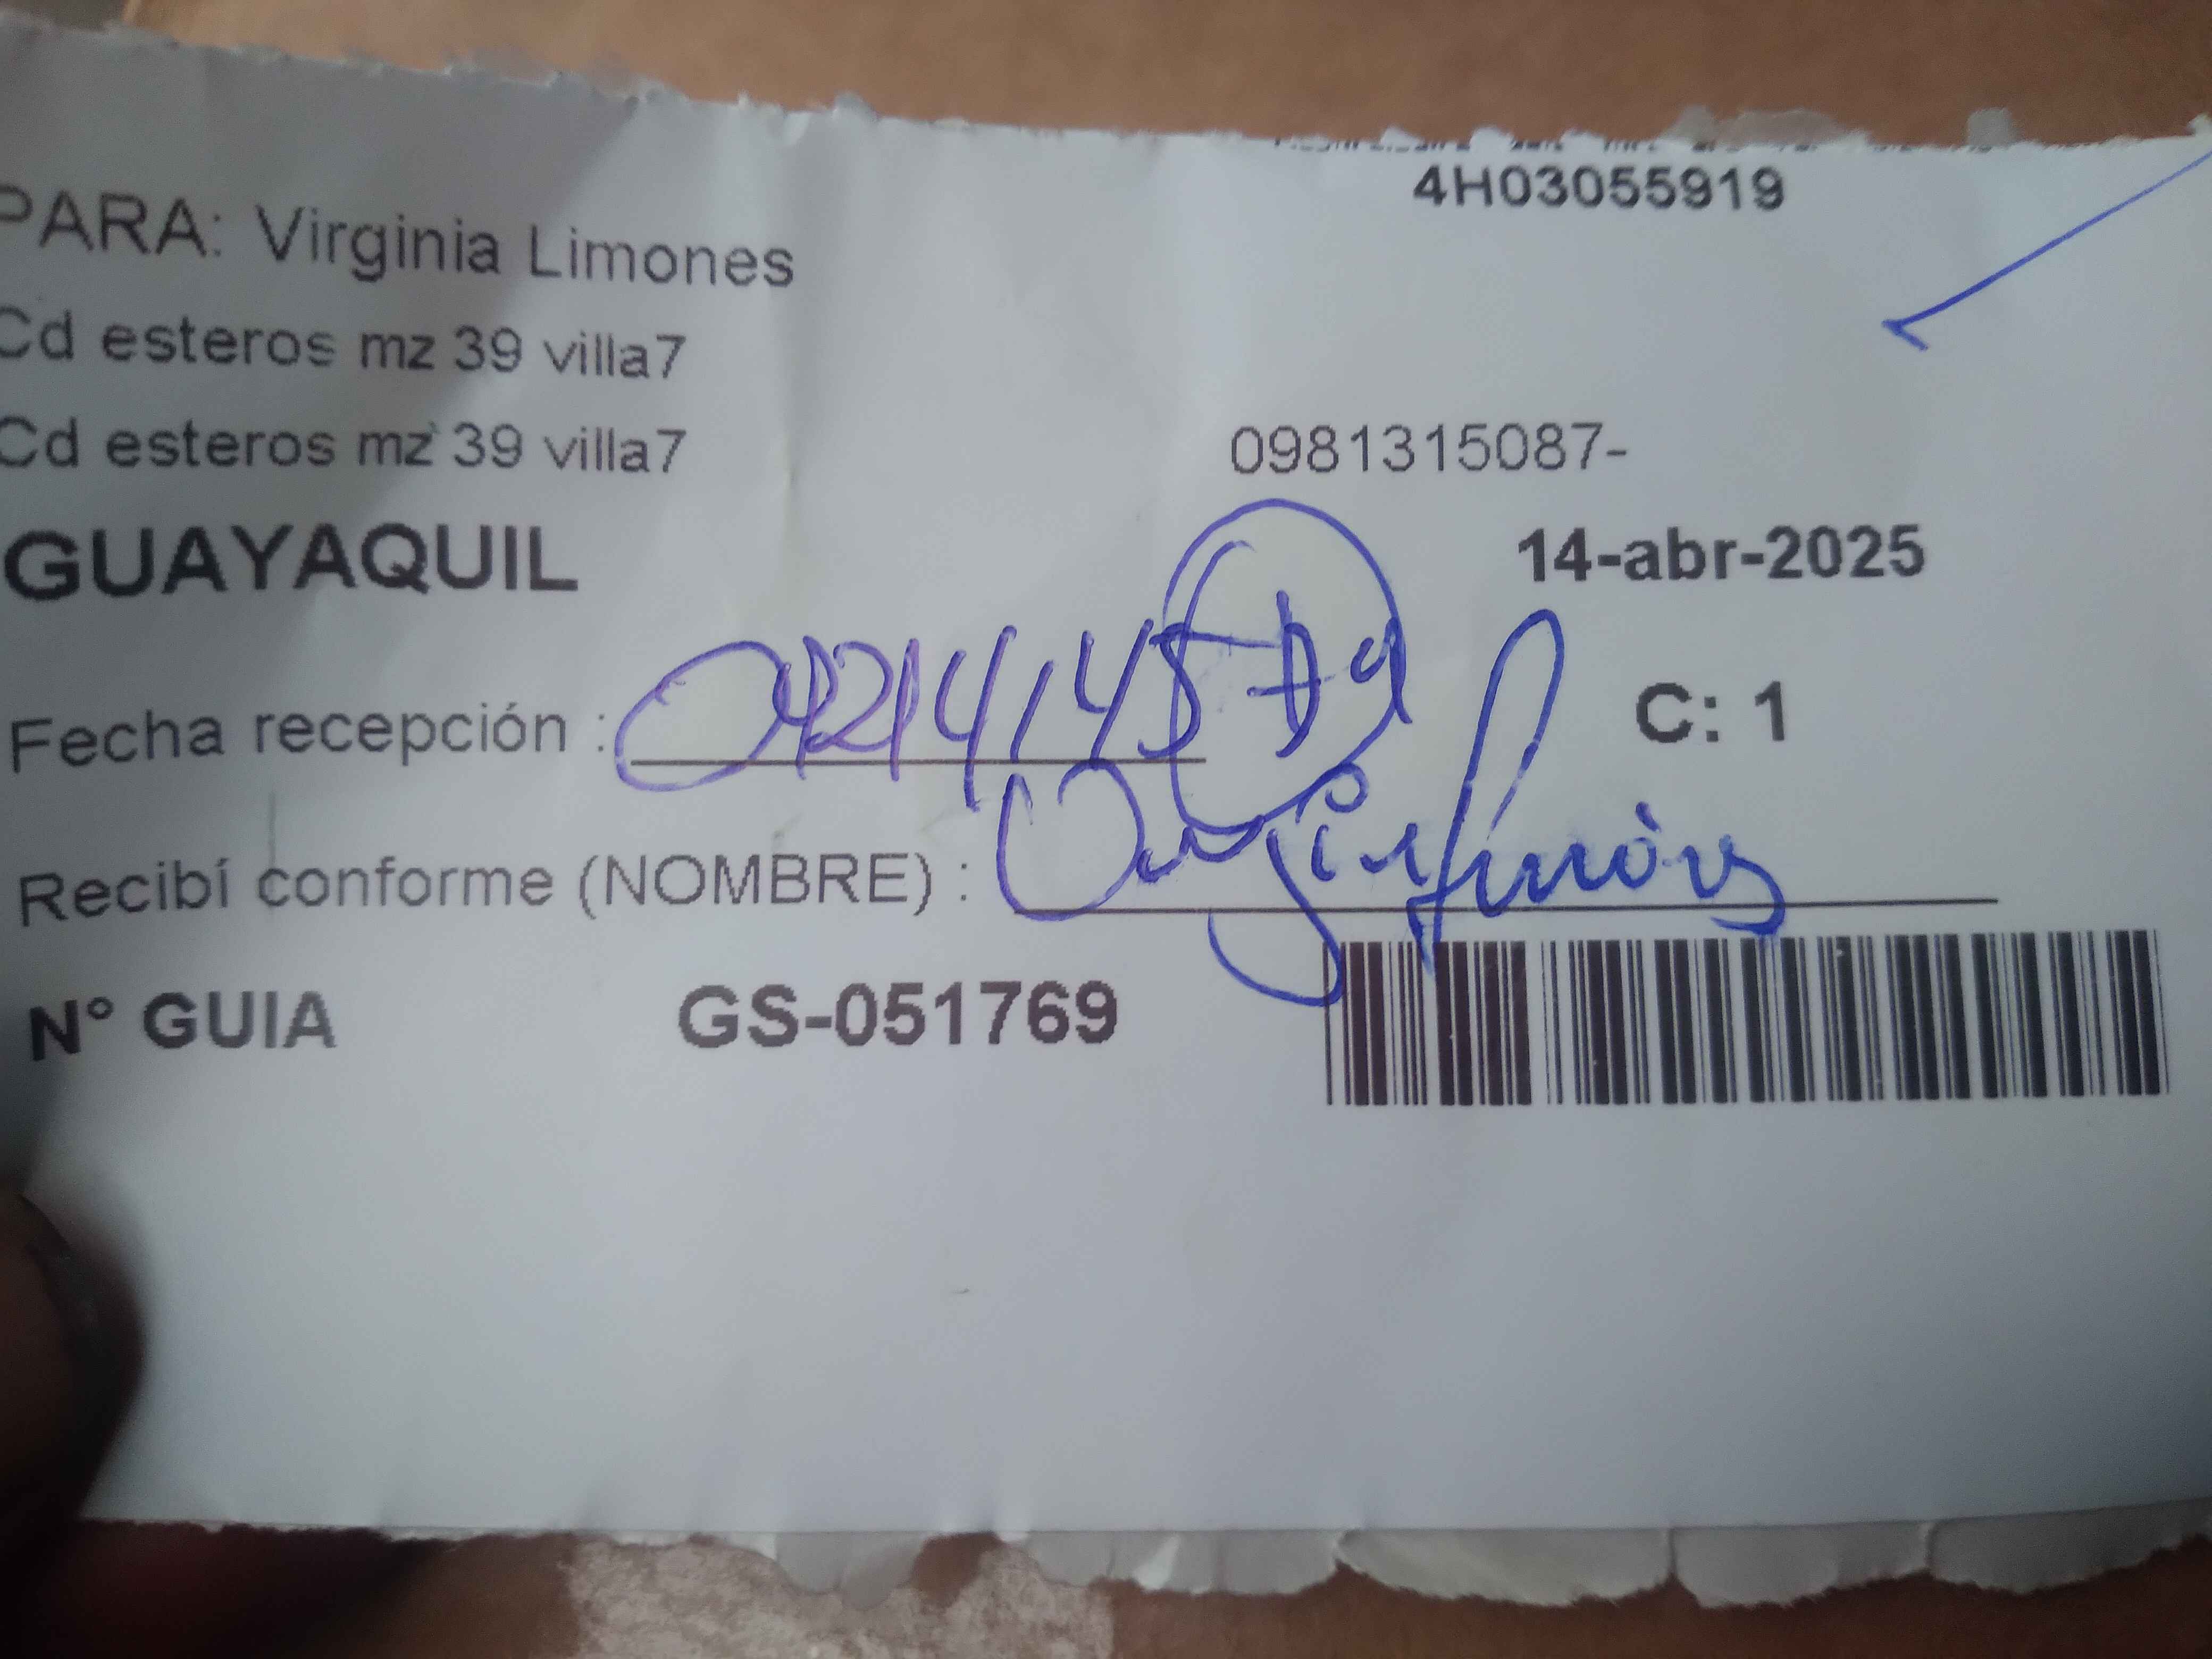 4H03055919
PARA: Virginia Limones
Cd esteros mz 39 villa7
Cd esteros mz 39 villa7 0981315087-
GUAYAQUIL 14-abr-2025
Fecha recepción : C: 1
Recibí conforme (NOMBRE) :
N° GUIA GS-051769